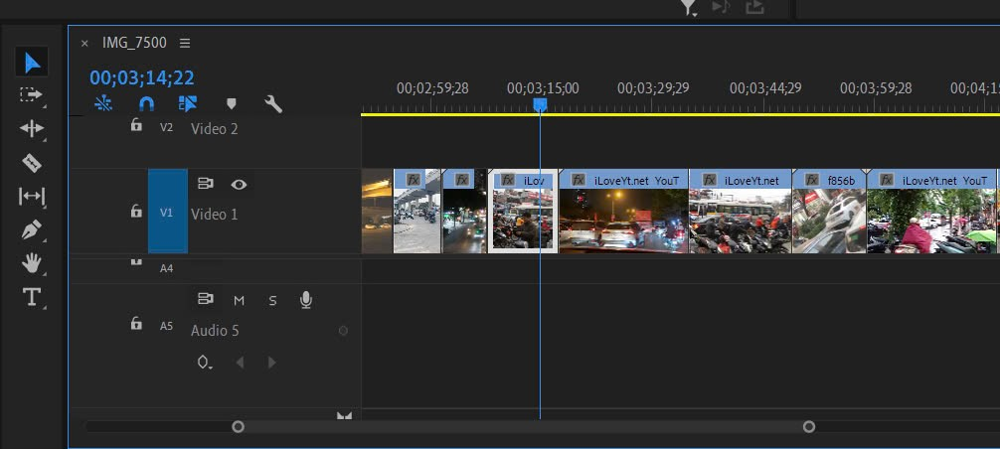 × IMG_7500
00;03;14;22
00;02;59;28 00;03;15;00 00;03;29;29 00;03;44;29 00;03;59;28 00;04;1
V2 Video 2
fx fx fx iLov fx iLoveYt.net YouT fx iLoveYt.net fx f856b fx iLoveYt.net YouT
V1 Video 1
A4
M S
A5 Audio 5
T